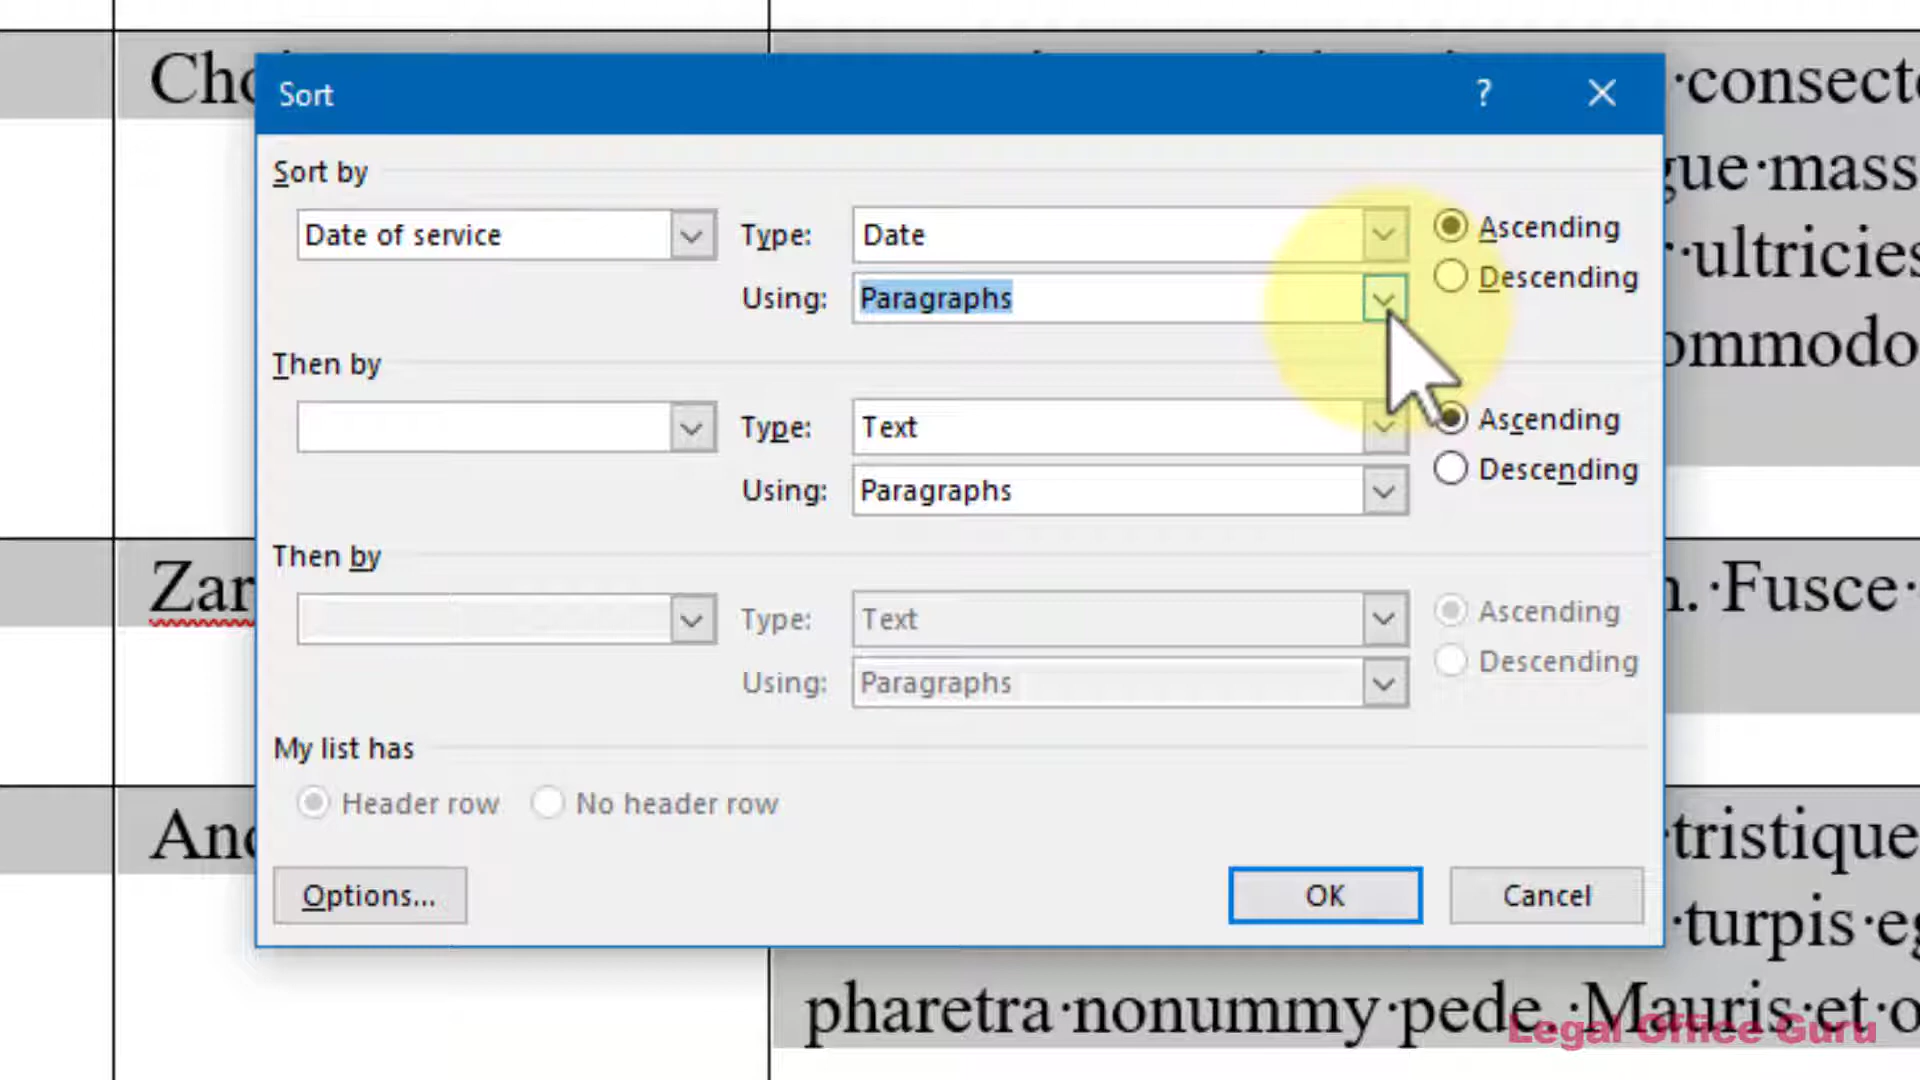 Sort ?
Sort by
Date of service Type: Date Ascending
Using: Paragraphs Descending
Then by
Type: Text Ascending
Using: Paragraphs Descending
Then by
Type: Text Ascending
Using: Paragraphs Descending
My list has
Header row No header row
Options... OK Cancel
Cho
·consect
gue·mass
·ultricies
ommodo
Zar
·Fusce·
And
·tristique
·turpis·eg
pharetra·nonummy·pede.·Mauris·et·o
Legal Office Guru